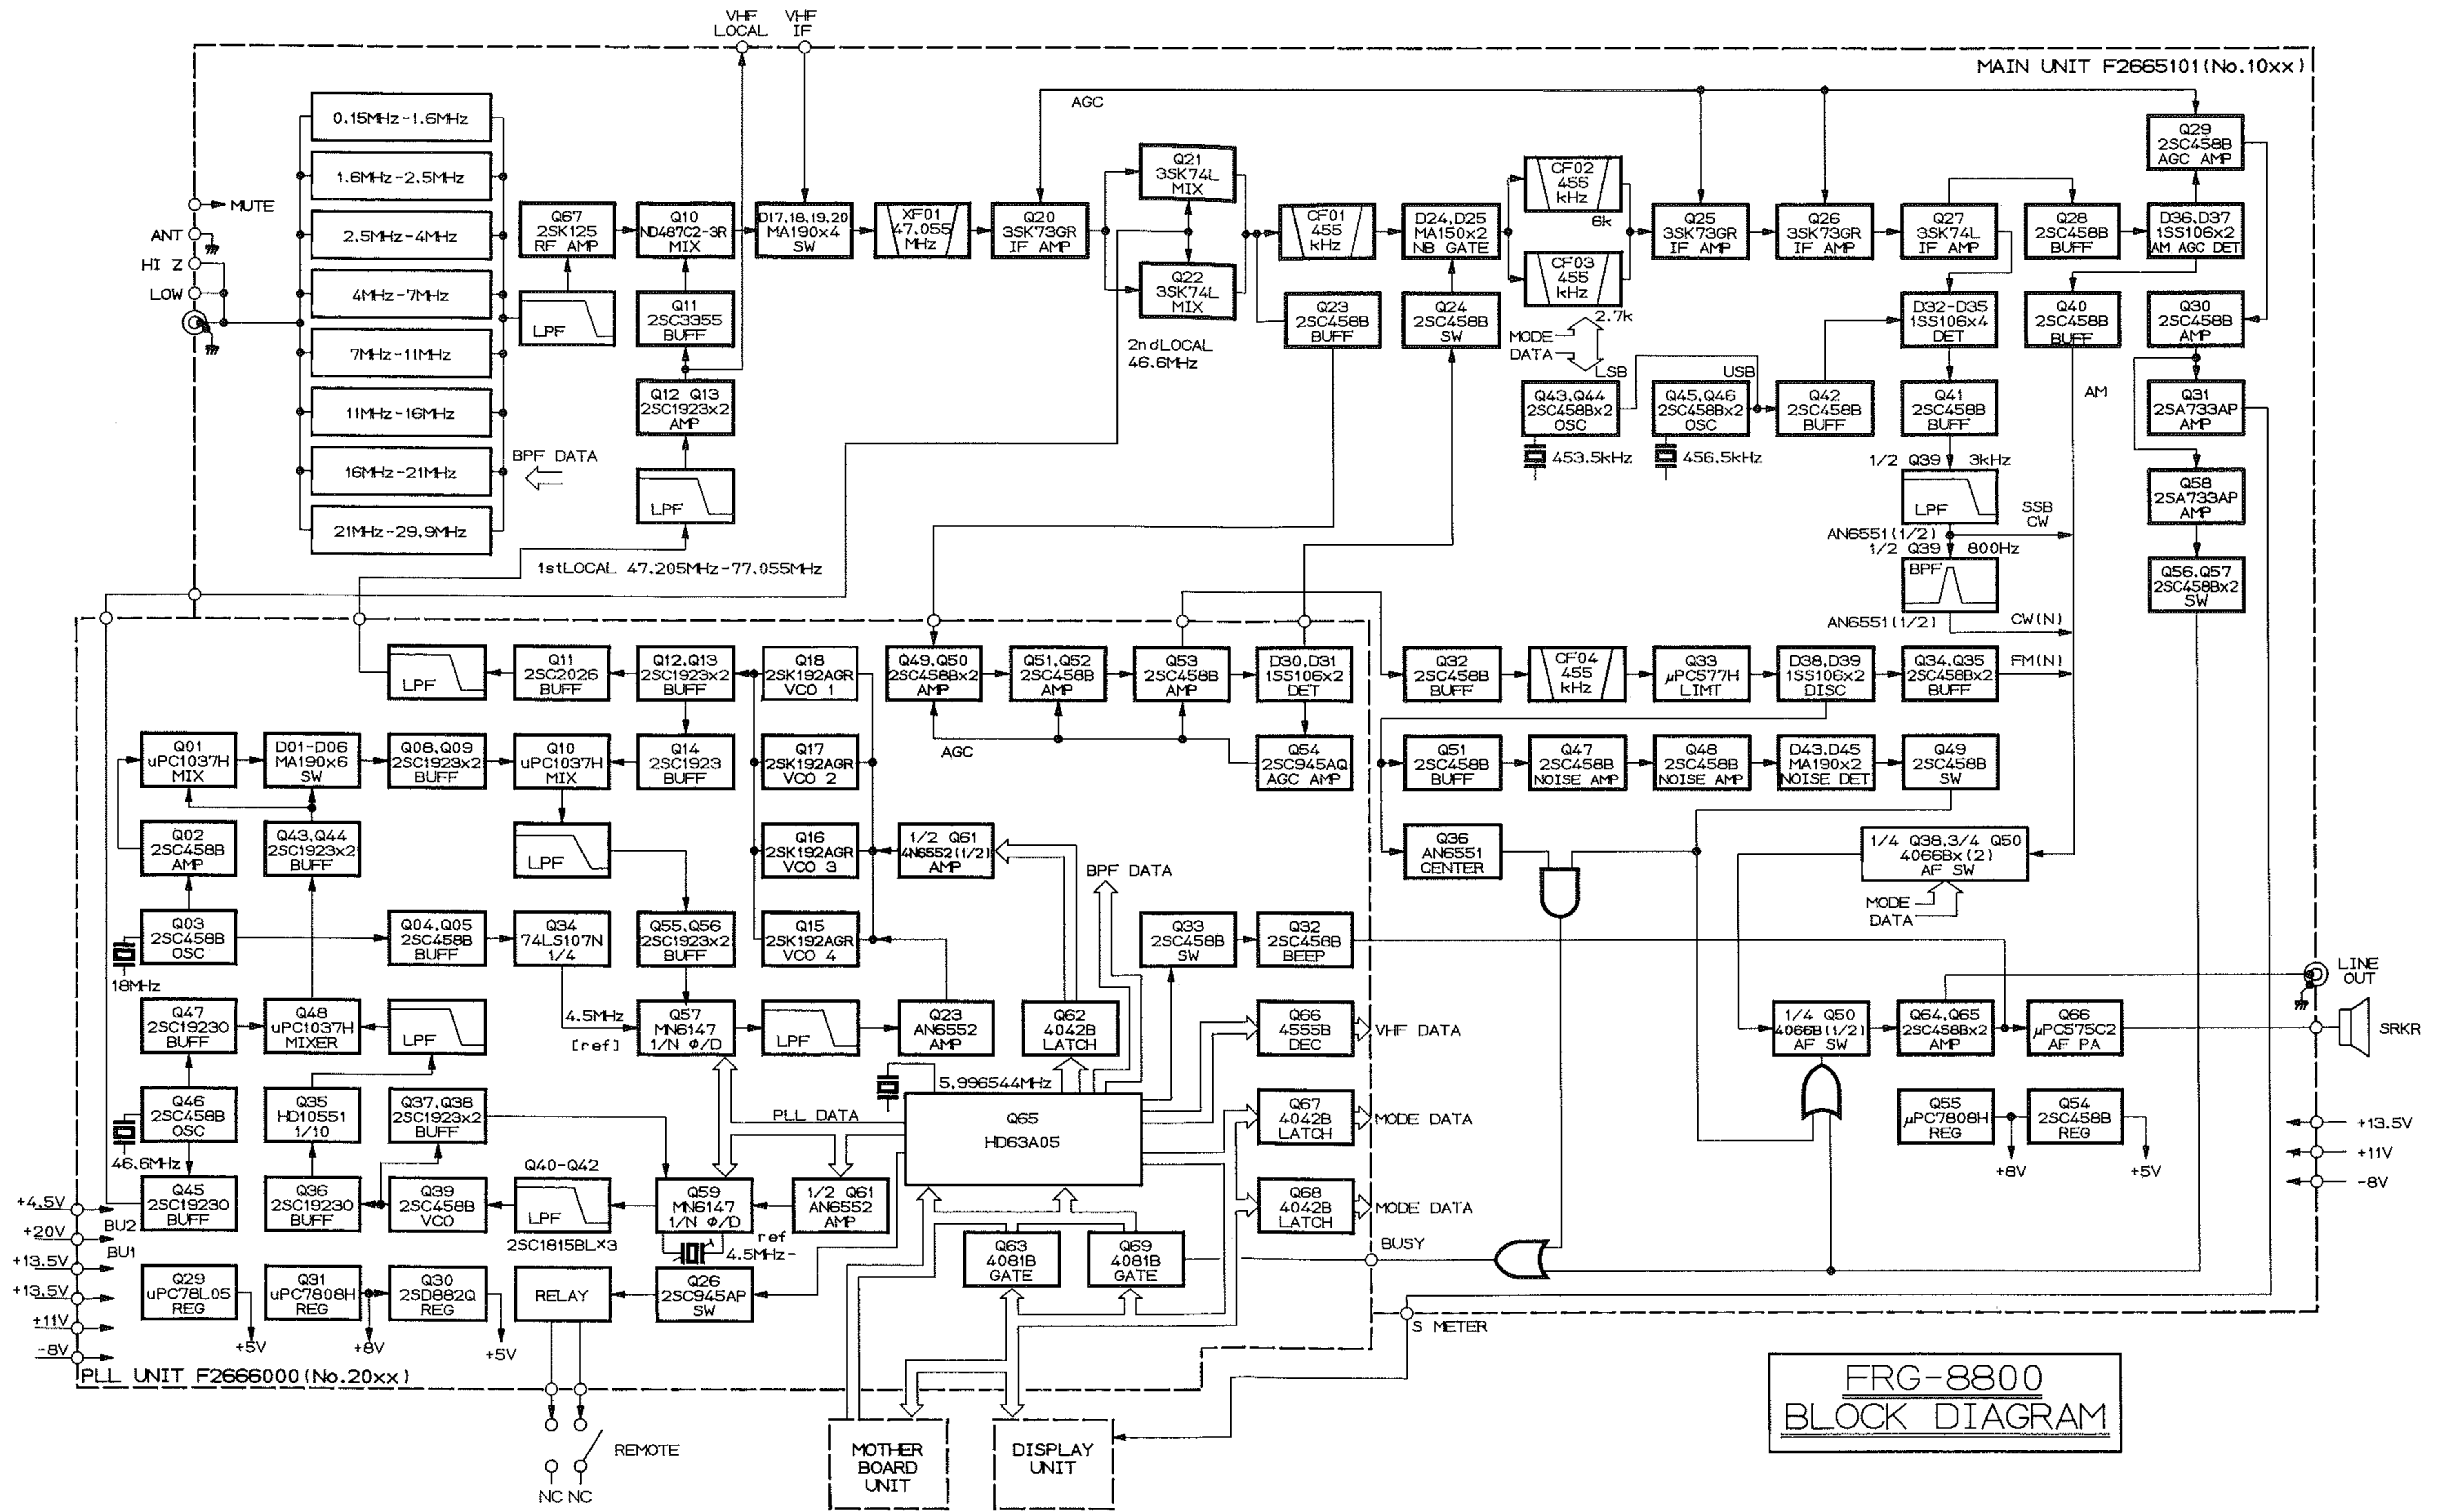 VHF
LOCAL
VHF
IF
MAIN UNIT F2665101(No.10xx)
MUTE
ANT
HI Z
LOW
0.15MHz-1.6MHz
1.6MHz-2.5MHz
2.5MHz-4MHz
4MHz-7MHz
7MHz-11MHz
11MHz-16MHz
16MHz-21MHz
21MHz-29.9MHz
BPF DATA
Q67
2SK125
RF AMP
LPF
Q10
ND487C2-3R
MIX
Q11
2SC3355
BUFF
Q12 Q13
2SC1923x2
AMP
LPF
1stLOCAL 47.205MHz-77.055MHz
D17,18,19,20
MA190x4
SW
XF01
47.055
MHz
AGC
Q20
3SK73GR
IF AMP
Q21
3SK74L
MIX
Q22
3SK74L
MIX
2ndLOCAL
46.6MHz
CF01
455
kHz
Q23
2SC458B
BUFF
D24,D25
MA150x2
NB GATE
Q24
2SC458B
SW
CF02
455
kHz
6k
CF03
455
kHz
2.7k
MODE
DATA
Q25
3SK73GR
IF AMP
Q26
3SK73GR
IF AMP
Q27
3SK74L
IF AMP
Q28
2SC458B
BUFF
Q29
2SC458B
AGC AMP
D36,D37
1SS106x2
AM AGC DET
D32-D35
1SS106x4
DET
Q40
2SC458B
BUFF
Q30
2SC458B
AMP
LSB
Q43,Q44
2SC458Bx2
OSC
453.5kHz
USB
Q45,Q46
2SC458Bx2
OSC
456.5kHz
Q42
2SC458B
BUFF
Q41
2SC458B
BUFF
AM
Q31
2SA733AP
AMP
1/2 Q39 3kHz
LPF
AN6551(1/2)
SSB
CW
1/2 Q39 800Hz
BPF
AN6551(1/2)
CW(N)
Q58
2SA733AP
AMP
Q56,Q57
2SC458Bx2
SW
LPF
Q11
2SC2026
BUFF
Q12,Q13
2SC1923x2
BUFF
Q18
2SK192AGR
VCO 1
Q49,Q50
2SC458Bx2
AMP
Q51,Q52
2SC458B
AMP
Q53
2SC458B
AMP
D30,D31
1SS106x2
DET
Q32
2SC458B
BUFF
CF04
455
kHz
Q33
µPC577H
LIMT
D38,D39
1SS106x2
DISC
Q34,Q35
2SC458Bx2
BUFF
FM(N)
Q01
uPC1037H
MIX
D01-D06
MA190x6
SW
Q08,Q09
2SC1923x2
BUFF
Q10
uPC1037H
MIX
Q14
2SC1923
BUFF
Q17
2SK192AGR
VCO 2
AGC
Q54
2SC945AQ
AGC AMP
Q51
2SC458B
BUFF
Q47
2SC458B
NOISE AMP
Q48
2SC458B
NOISE AMP
D43,D45
MA190x2
NOISE DET
Q49
2SC458B
SW
Q02
2SC458B
AMP
Q43,Q44
2SC1923x2
BUFF
LPF
Q16
2SK192AGR
VCO 3
1/2 Q61
4N6552(1/2)
AMP
BPF DATA
Q36
AN6551
CENTER
1/4 Q38,3/4 Q50
4066Bx(2)
AF SW
MODE
DATA
Q03
2SC458B
OSC
18MHz
Q04,Q05
2SC458B
BUFF
Q34
74LS107N
1/4
Q55,Q56
2SC1923x2
BUFF
Q15
2SK192AGR
VCO 4
Q33
2SC458B
SW
Q32
2SC458B
BEEP
LINE
OUT
Q47
2SC1923O
BUFF
Q48
uPC1037H
MIXER
LPF
4.5MHz
[ref]
Q57
MN6147
1/N Ø/D
LPF
Q23
AN6552
AMP
Q62
4042B
LATCH
Q66
4555B
DEC
VHF DATA
1/4 Q50
4066B(1/2)
AF SW
Q64,Q65
2SC458Bx2
AMP
Q66
µPC575C2
AF PA
SRKR
5.996544MHz
Q46
2SC458B
OSC
46.6MHz
Q35
HD10551
1/10
Q37,Q38
2SC1923x2
BUFF
PLL DATA
Q65
HD63A05
Q67
4042B
LATCH
MODE DATA
Q55
µPC7808H
REG
Q54
2SC458B
REG
+8V
+5V
+13.5V
+11V
-8V
Q45
2SC1923O
BUFF
Q36
2SC1923O
BUFF
Q39
2SC458B
VCO
Q40-Q42
LPF
2SC1815BL×3
Q59
MN6147
1/N Ø/D
ref
4.5MHz-
1/2 Q61
AN6552
AMP
Q68
4042B
LATCH
MODE DATA
+4.5V
BU2
+20V
BU1
+13.5V
+13.5V
+11V
-8V
Q63
4081B
GATE
Q69
4081B
GATE
BUSY
Q29
uPC78L05
REG
+5V
Q31
uPC7808H
REG
+8V
Q30
2SD882Q
REG
+5V
RELAY
Q26
2SC945AP
SW
S METER
PLL UNIT F2666000(No.20xx)
REMOTE
NC NC
MOTHER
BOARD
UNIT
DISPLAY
UNIT
FRG-8800
BLOCK DIAGRAM